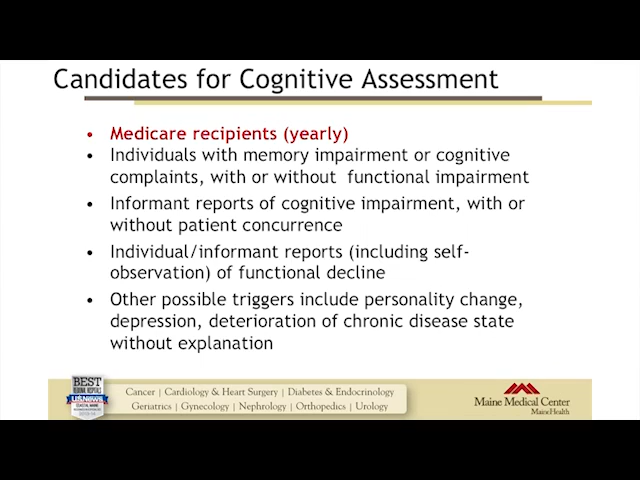 Candidates for Cognitive Assessment
• Medicare recipients (yearly)
• Individuals with memory impairment or cognitive
complaints, with or without functional impairment
• Informant reports of cognitive impairment, with or
without patient concurrence
• Individual/informant reports (including self-
observation) of functional decline
• Other possible triggers include personality change,
depression, deterioration of chronic disease state
without explanation
BEST
REGIONAL HOSPITALS
U.S.News
Cancer | Cardiology & Heart Surgery | Diabetes & Endocrinology
Geriatrics | Gynecology | Nephrology | Orthopedics | Urology
Maine Medical Center
MaineHealth